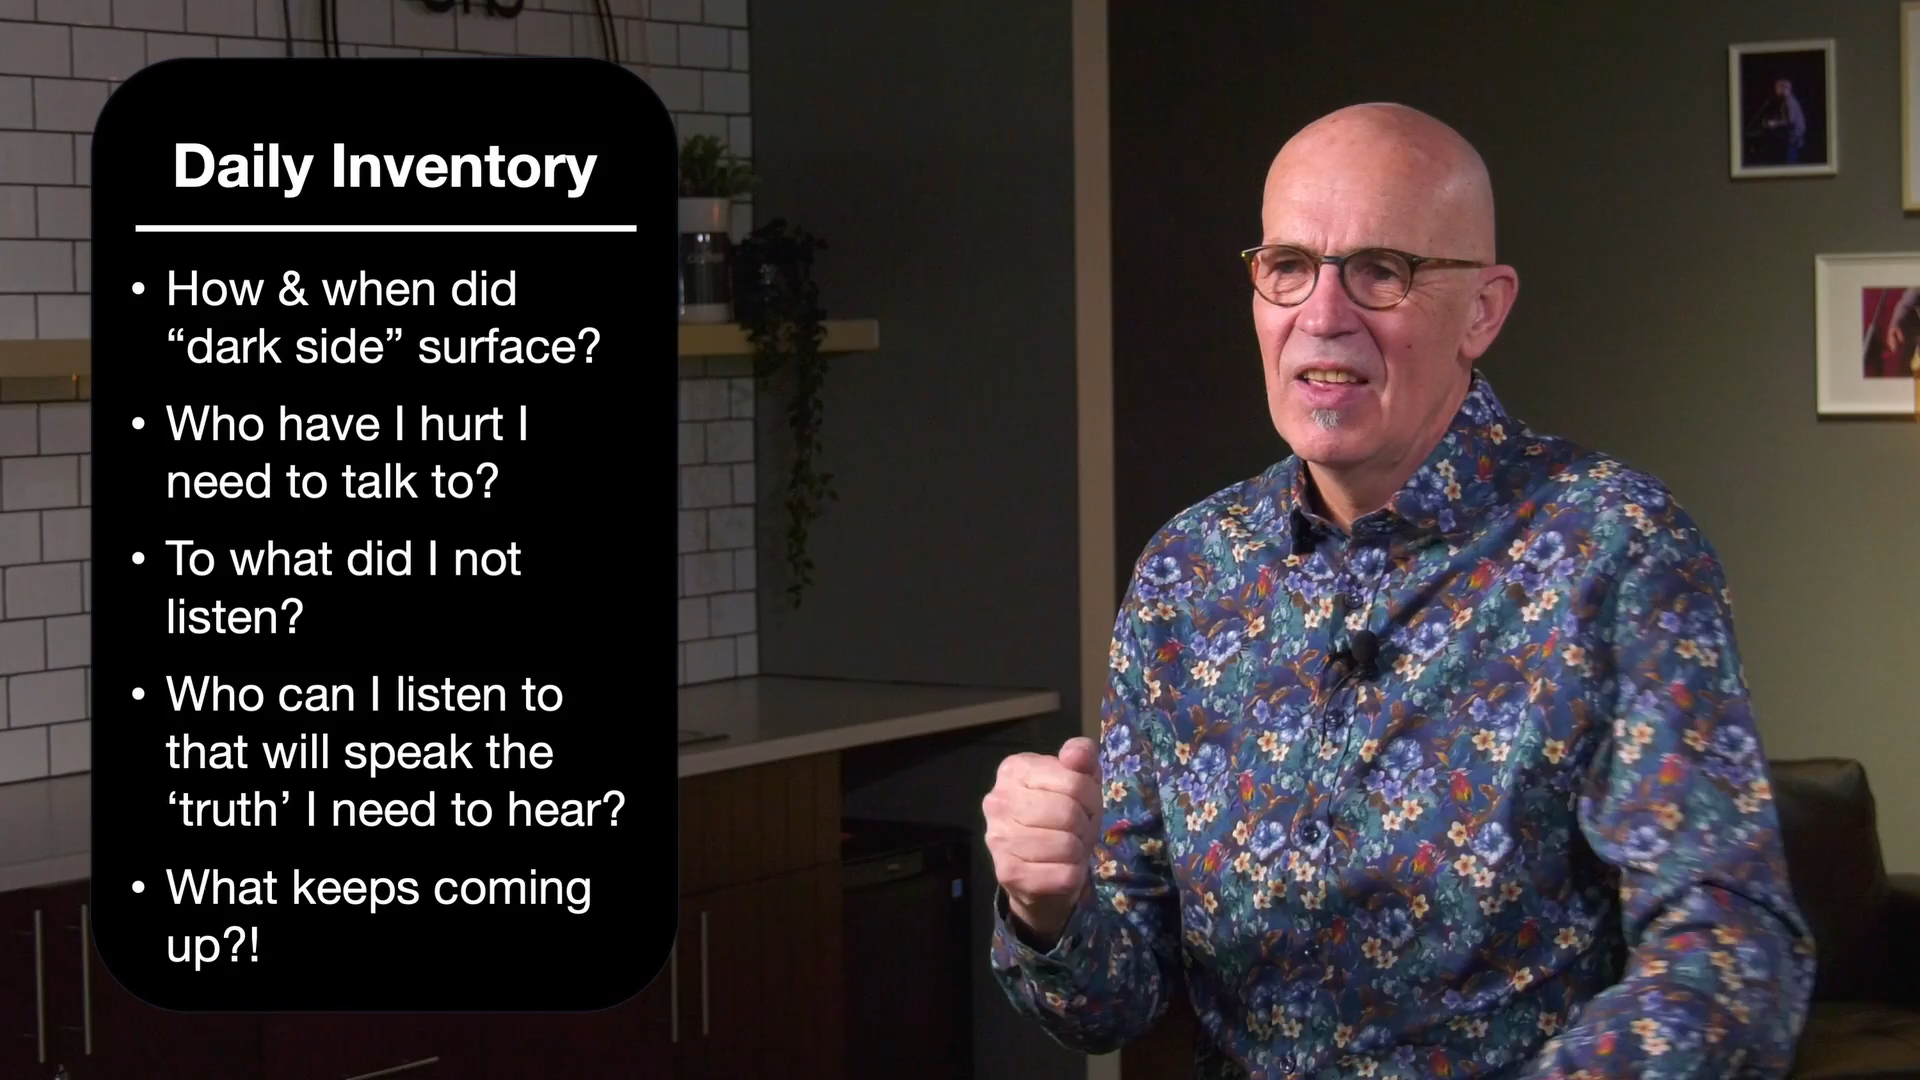 Daily Inventory
• How & when did
“dark side” surface?
• Who have I hurt I
need to talk to?
• To what did I not
listen?
• Who can I listen to
that will speak the
‘truth’ I need to hear?
• What keeps coming
up?!